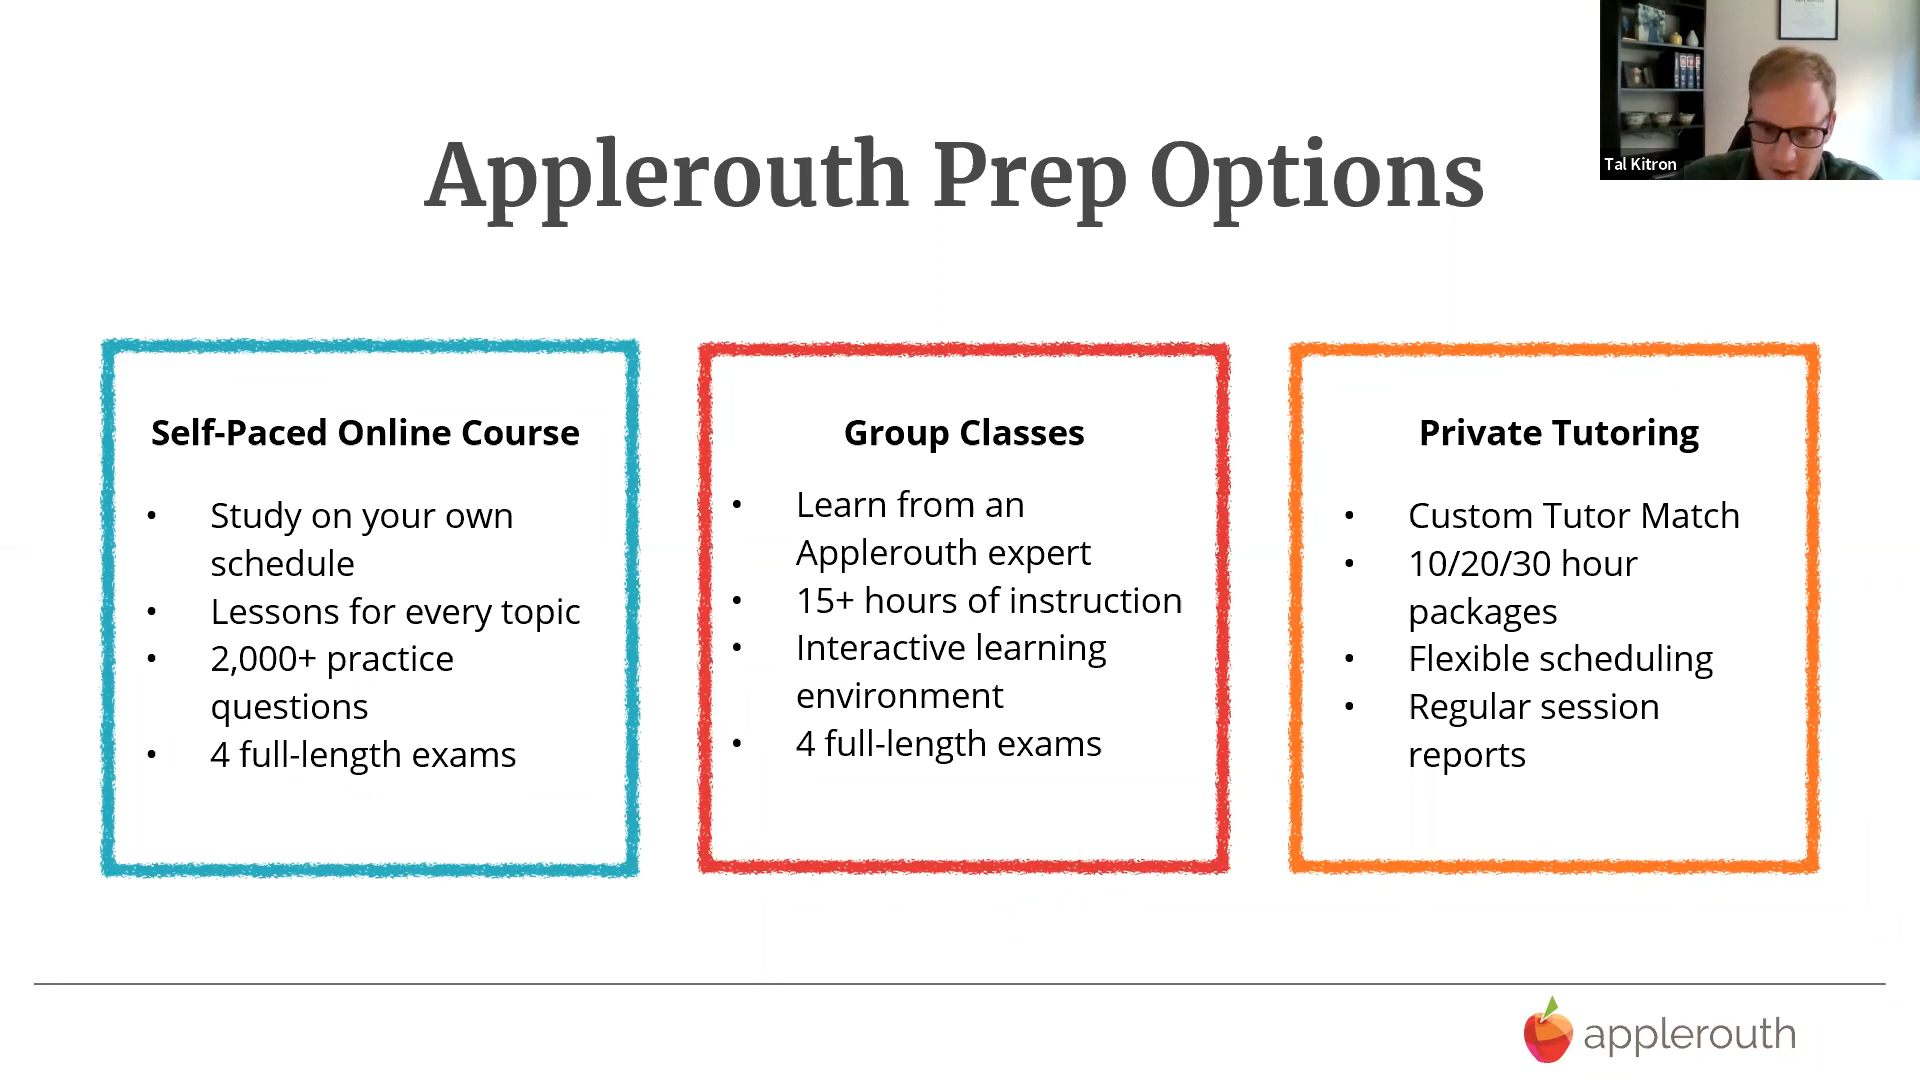 Tal Kitron
Applerouth Prep Options
Self-Paced Online Course
• Study on your own
schedule
• Lessons for every topic
• 2,000+ practice
questions
• 4 full-length exams
Group Classes
• Learn from an
Applerouth expert
• 15+ hours of instruction
• Interactive learning
environment
• 4 full-length exams
Private Tutoring
• Custom Tutor Match
• 10/20/30 hour
packages
• Flexible scheduling
• Regular session
reports
applerouth